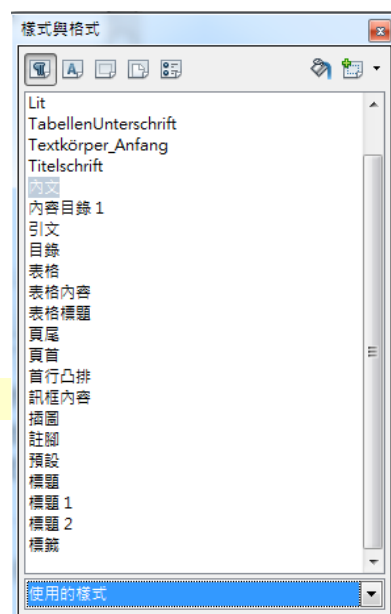 樣式與格式
Lit
TabellenUnterschrift
Textkörper_Anfang
Titelschrift
內文
內容目錄 1
引文
目錄
表格
表格內容
表格標題
頁尾
頁首
首行凸排
訊框內容
插圖
註腳
預設
標題
標題 1
標題 2
標籤
使用的樣式